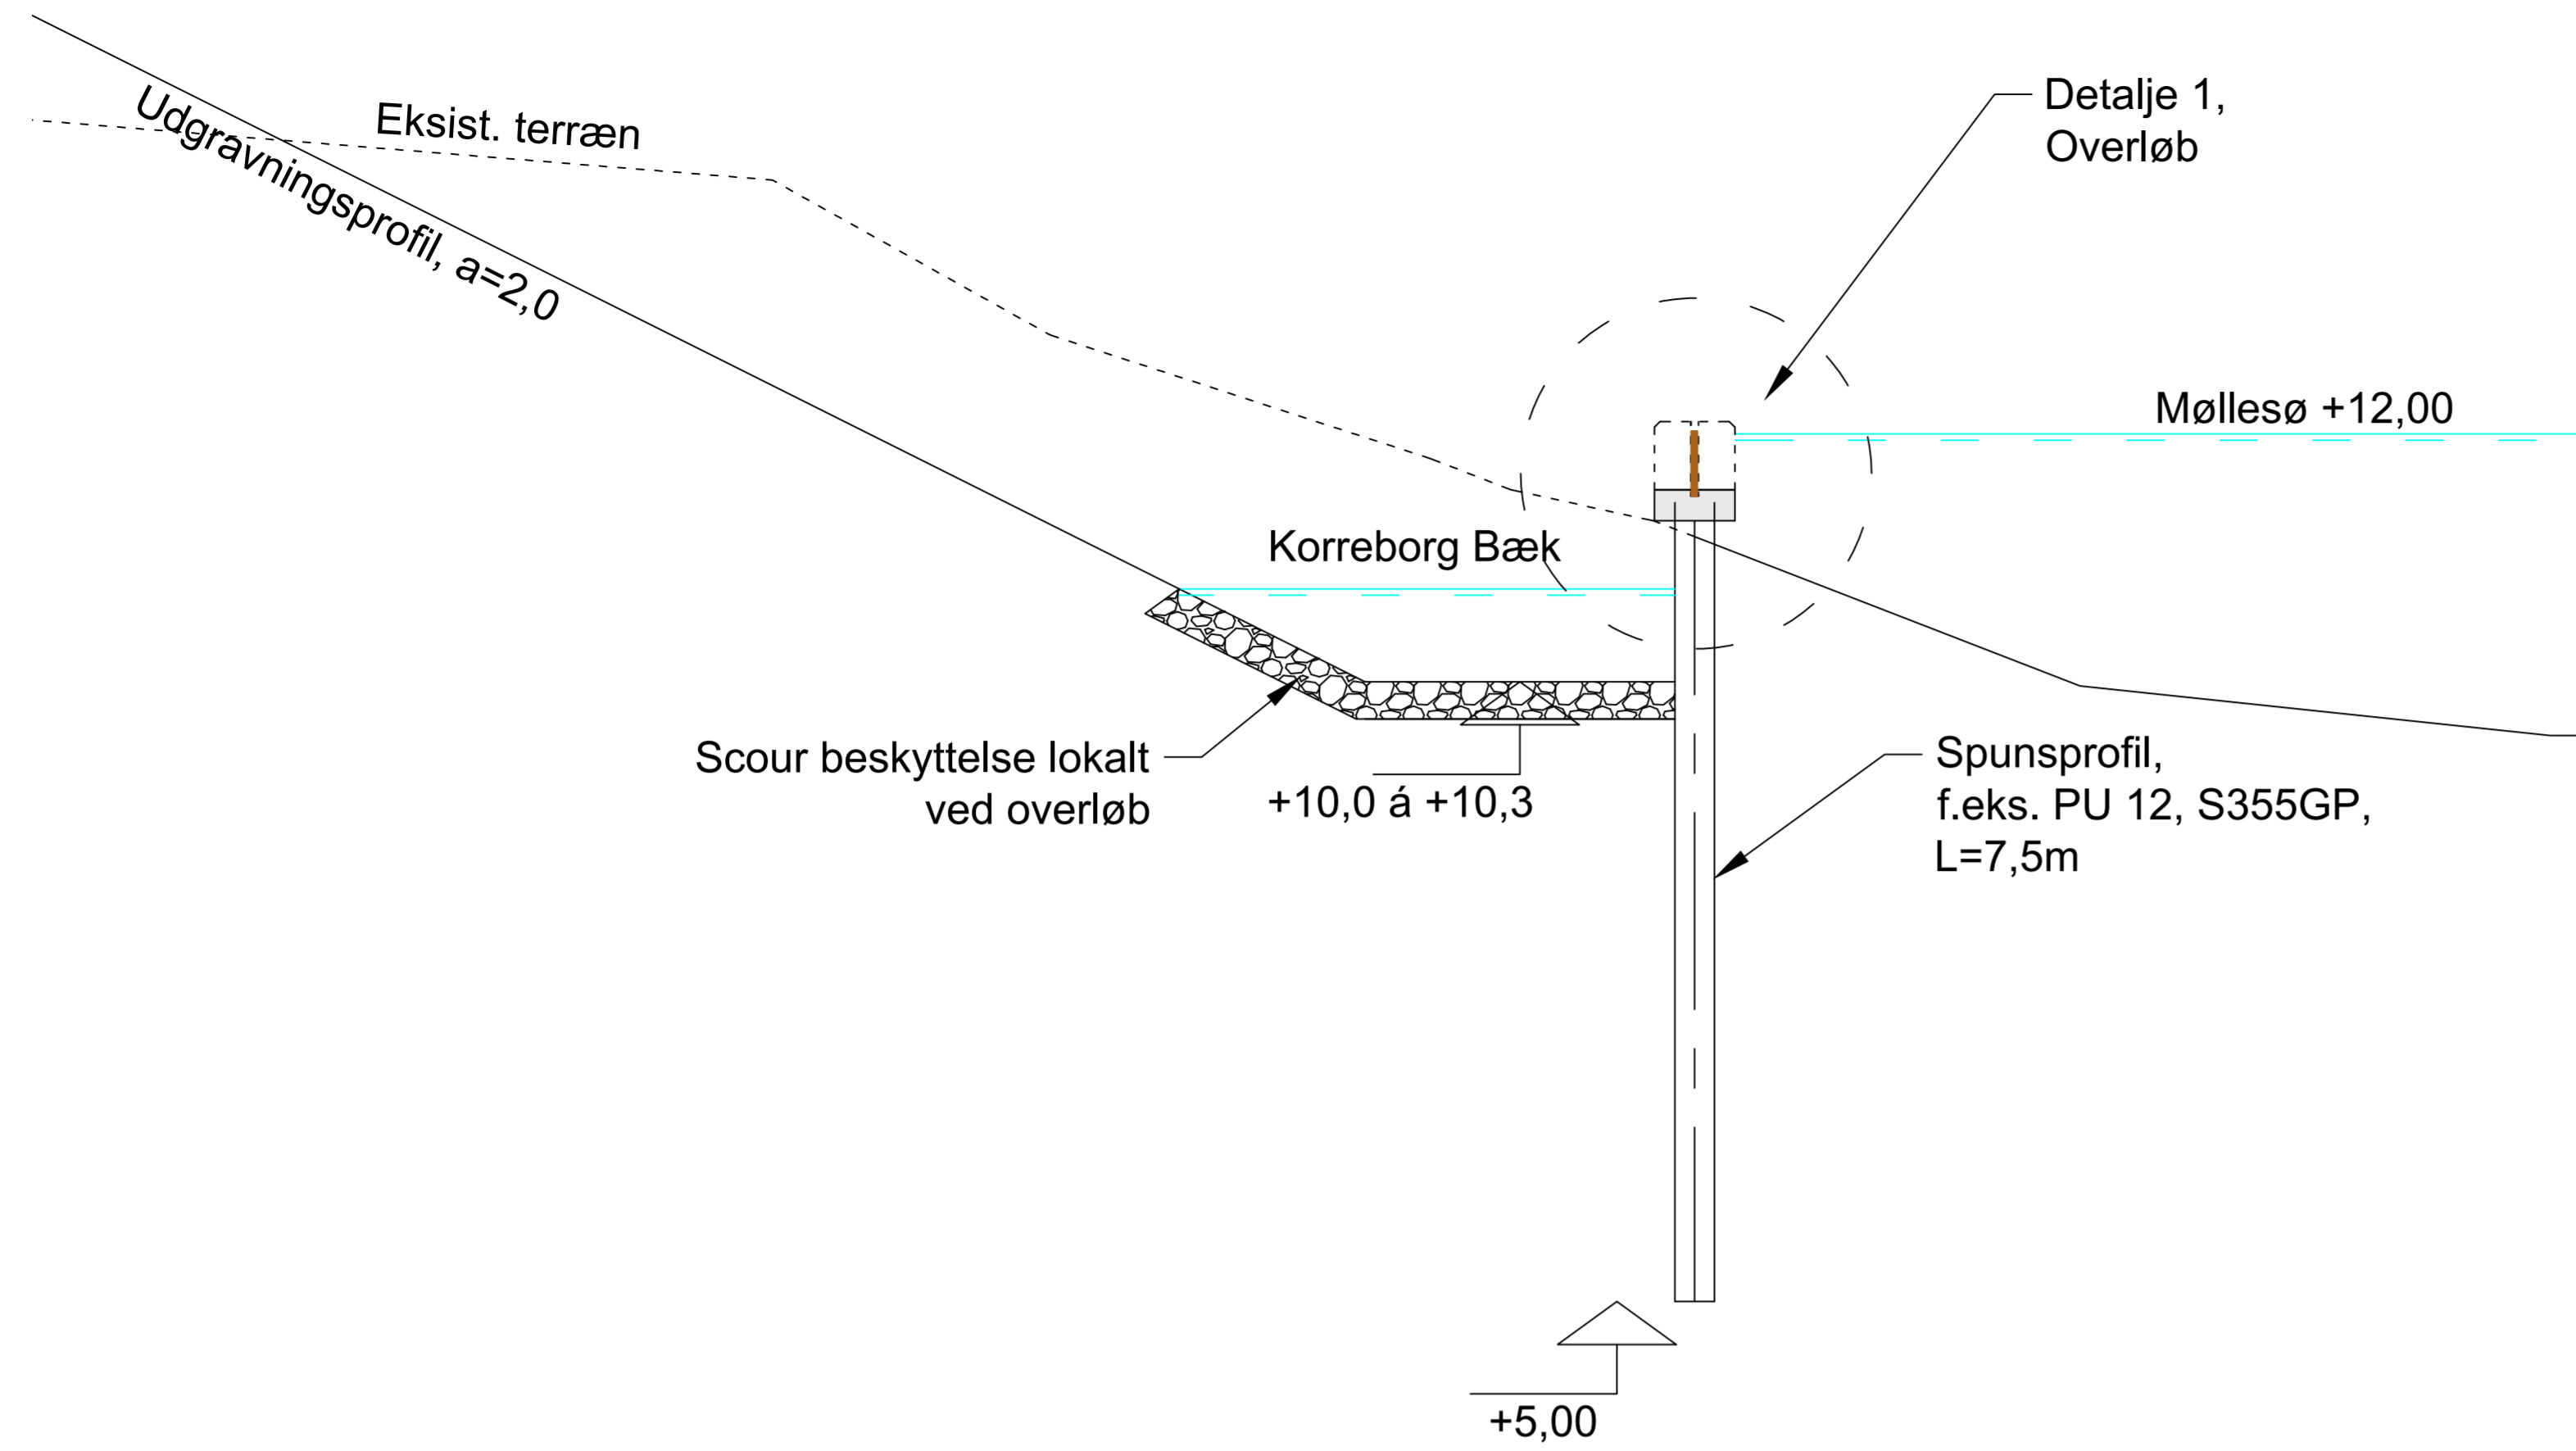 Udgravningsprofil, a=2,0
Eksist. terræn
Detalje 1,
Overløb
Møllesø +12,00
Korreborg Bæk
Scour beskyttelse lokalt
ved overløb
+10,0 á +10,3
Spunsprofil,
f.eks. PU 12, S355GP,
L=7,5m
+5,00